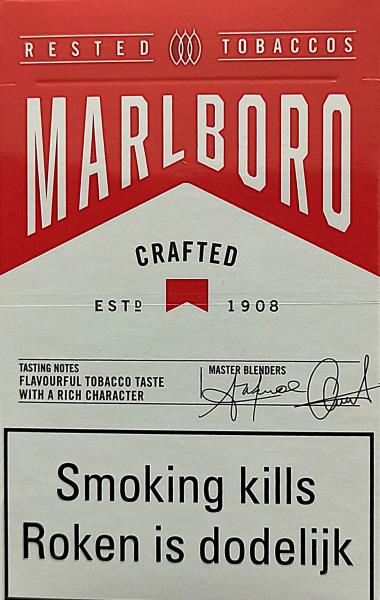 RESTED TOBACCOS
MARLBORO
CRAFTED
ESTD 1908
TASTING NOTES
FLAVOURFUL TOBACCO TASTE
WITH A RICH CHARACTER
MASTER BLENDERS
Smoking kills
Roken is dodelijk